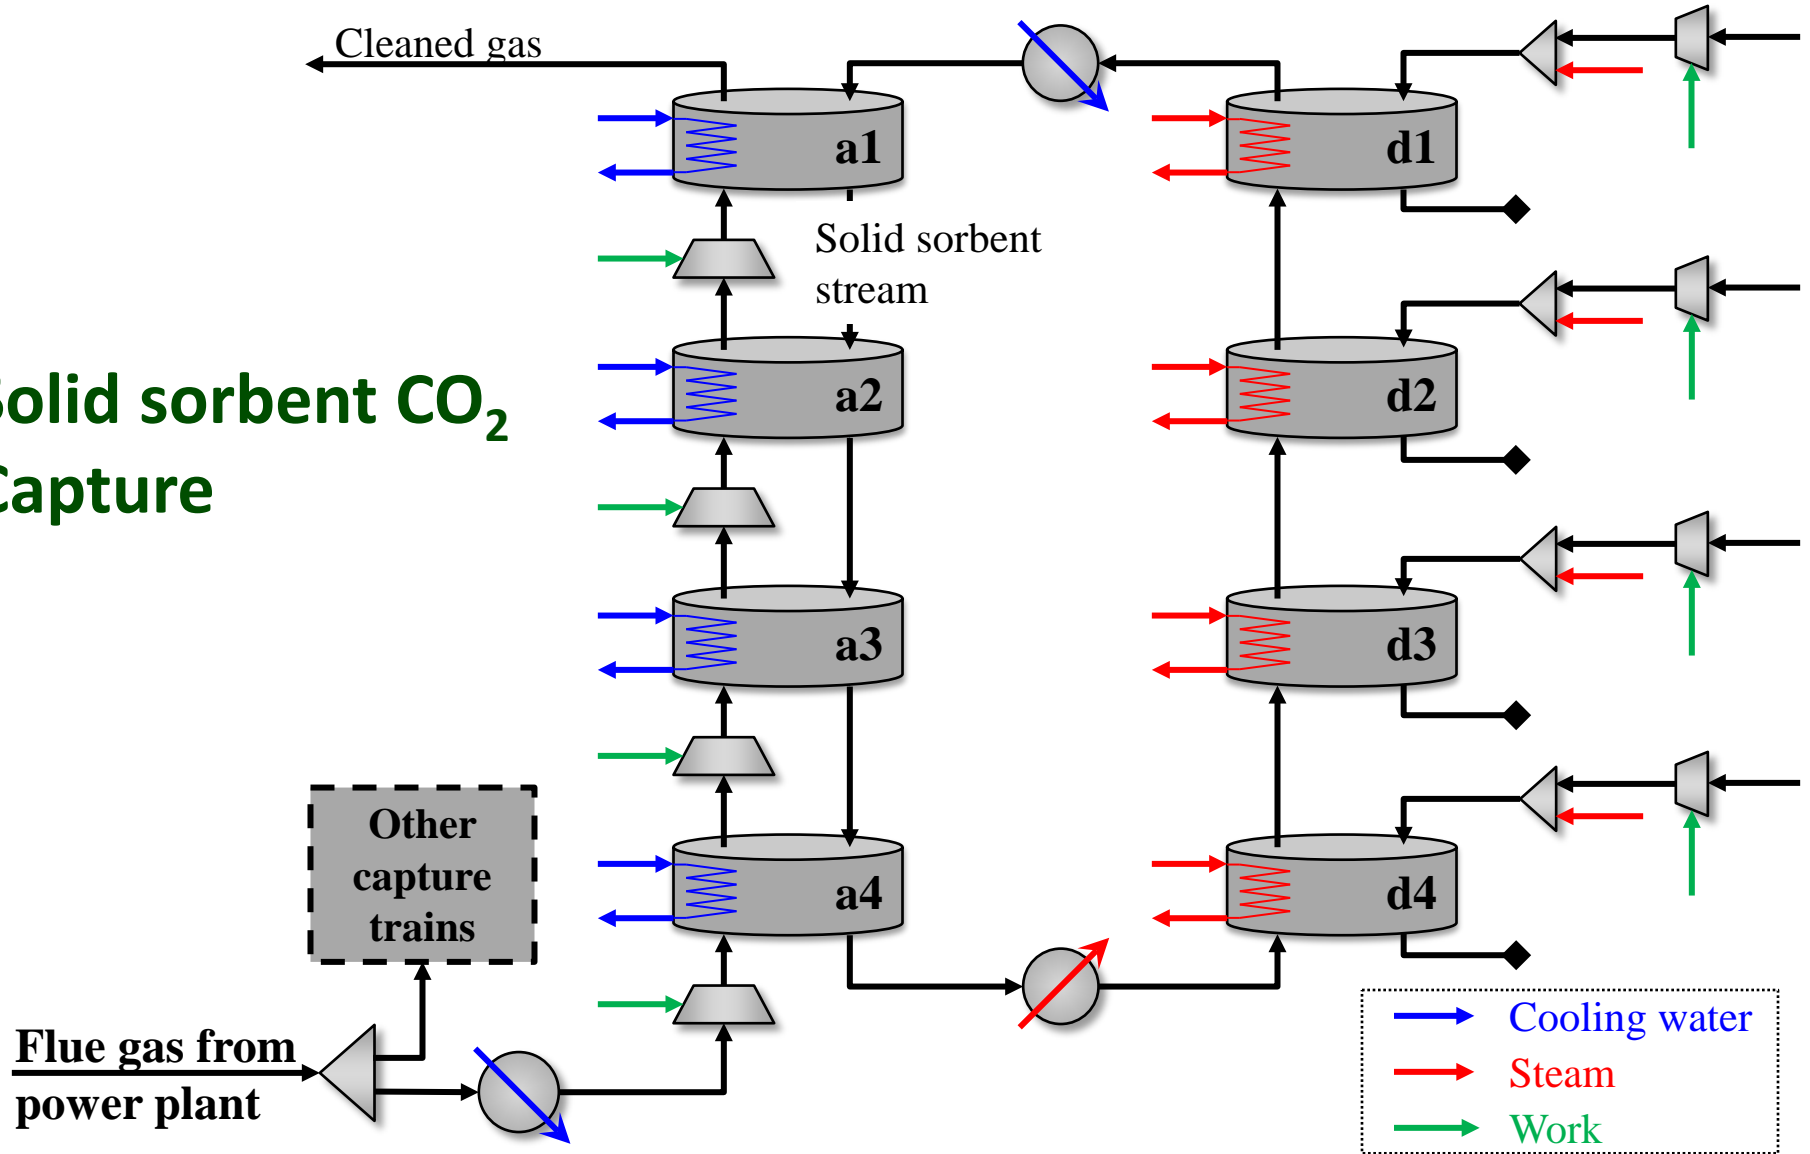 Cleaned gas
a1
d1
Solid sorbent
stream
olid sorbent CO₂
apture
a2
d2
a3
d3
Other
capture
trains
a4
d4
Flue gas from
power plant
Cooling water
Steam
Work